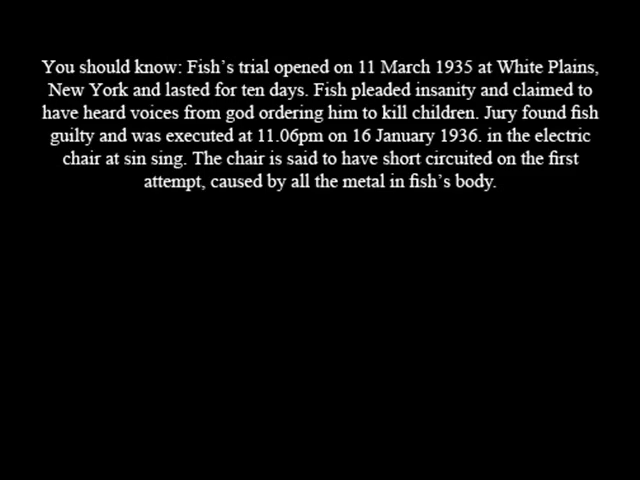 You should know: Fish’s trial opened on 11 March 1935 at White Plains,
New York and lasted for ten days. Fish pleaded insanity and claimed to
have heard voices from god ordering him to kill children. Jury found fish
guilty and was executed at 11.06pm on 16 January 1936. in the electric
chair at sin sing. The chair is said to have short circuited on the first
attempt, caused by all the metal in fish’s body.